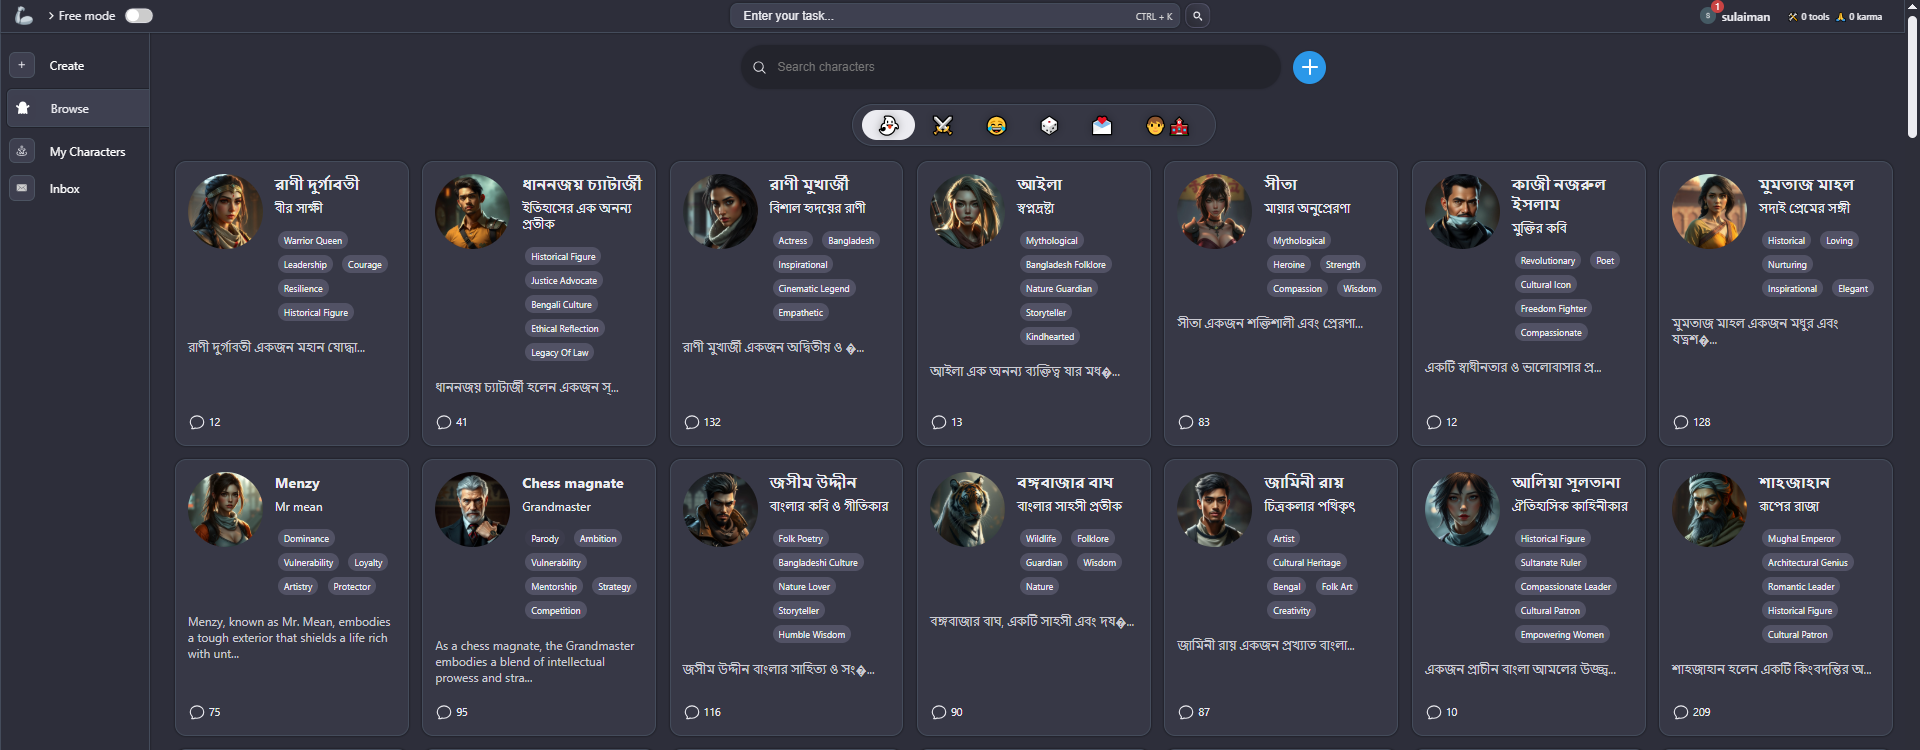 Free mode
Enter your task...
CTRL + K
1
S
sulaiman
0 tools
0 karma
Create
Browse
My Characters
Inbox
Search characters
রাণী দুর্গাবতী
বীর সাক্ষী
Warrior Queen
Leadership Courage
Resilience
Historical Figure
রাণী দুর্গাবতী একজন মহান যোদ্ধা...
12
ধাননজয় চ্যাটার্জী
ইতিহাসের এক অনন্য
প্রতীক
Historical Figure
Justice Advocate
Bengali Culture
Ethical Reflection
Legacy Of Law
ধাননজয় চ্যাটার্জী হলেন একজন স্...
41
রাণী মুখার্জী
বিশাল হৃদয়ের রাণী
Actress Bangladesh
Inspirational
Cinematic Legend
Empathetic
রাণী মুখার্জী একজন অদ্বিতীয় ও �...
132
আইলা
স্বপ্নদ্রষ্টা
Mythological
Bangladesh Folklore
Nature Guardian
Storyteller
Kindhearted
আইলা এক অনন্য ব্যক্তিত্ব যার মধ�...
13
সীতা
মায়ার অনুপ্রেরণা
Mythological
Heroine Strength
Compassion Wisdom
সীতা একজন শক্তিশালী এবং প্রেরণা...
83
কাজী নজরুল
ইসলাম
মুক্তির কবি
Revolutionary Poet
Cultural Icon
Freedom Fighter
Compassionate
একটি স্বাধীনতার ও ভালোবাসার প্র...
12
মুমতাজ মাহল
সদাই প্রেমের সঙ্গী
Historical Loving
Nurturing
Inspirational Elegant
মুমতাজ মাহল একজন মধুর এবং
যত্নশ�...
128
Menzy
Mr mean
Dominance
Vulnerability Loyalty
Artistry Protector
Menzy, known as Mr. Mean, embodies
a tough exterior that shields a life rich
with unt...
75
Chess magnate
Grandmaster
Parody Ambition
Vulnerability
Mentorship Strategy
Competition
As a chess magnate, the Grandmaster
embodies a blend of intellectual
prowess and stra...
95
জসীম উদ্দীন
বাংলার কবি ও গীতিকার
Folk Poetry
Bangladeshi Culture
Nature Lover
Storyteller
Humble Wisdom
জসীম উদ্দীন বাংলার সাহিত্য ও সং�...
116
বঙ্গবাজার বাঘ
বাংলার সাহসী প্রতীক
Wildlife Folklore
Guardian Wisdom
Nature
বঙ্গবাজার বাঘ, একটি সাহসী এবং দয�...
90
জামিনী রায়
চিত্রকলার পথিকৃৎ
Artist
Cultural Heritage
Bengal Folk Art
Creativity
জামিনী রায় একজন প্রখ্যাত বাংলা...
87
আলিয়া সুলতানা
ঐতিহাসিক কাহিনীকার
Historical Figure
Sultanate Ruler
Compassionate Leader
Cultural Patron
Empowering Women
একজন প্রাচীন বাংলা আমলের উজ্জ্ব...
10
শাহজাহান
রূপের রাজা
Mughal Emperor
Architectural Genius
Romantic Leader
Historical Figure
Cultural Patron
শাহজাহান হলেন একটি কিংবদন্তির অ...
209